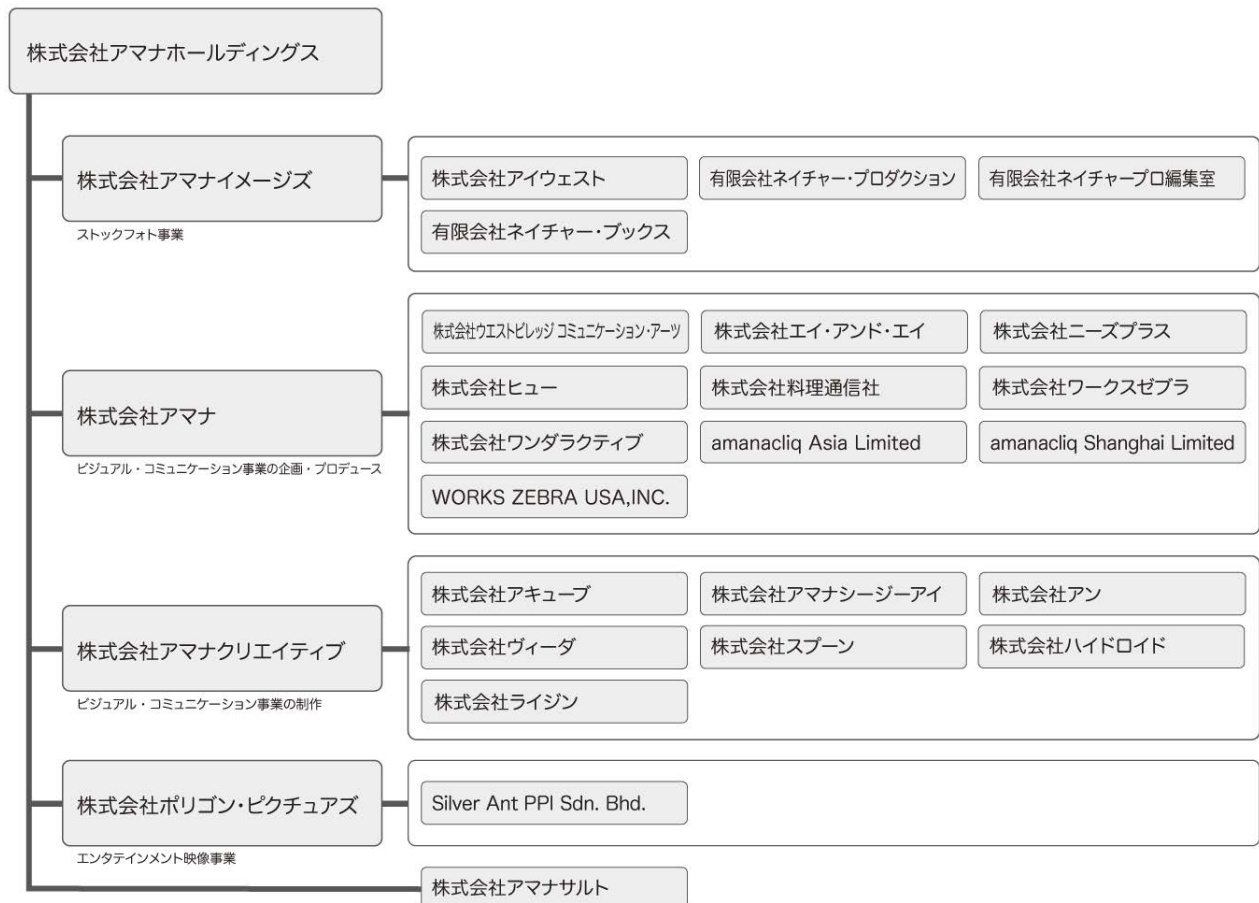 株式会社アマナホールディングス
株式会社アマナイメージズ
ストックフォト事業
株式会社アイウェスト
有限会社ネイチャー・プロダクション
有限会社ネイチャープロ編集室
有限会社ネイチャー・ブックス
株式会社アマナ
ビジュアル・コミュニケーション事業の企画・プロデュース
株式会社ウエストビレッジ コミュニケーション・アーツ
株式会社エイ・アンド・エイ
株式会社ニーズプラス
株式会社ヒュー
株式会社料理通信社
株式会社ワークスゼブラ
株式会社ワンダラクティブ
amanacliq Asia Limited
amanacliq Shanghai Limited
WORKS ZEBRA USA,INC.
株式会社アマナクリエイティブ
ビジュアル・コミュニケーション事業の制作
株式会社アキューブ
株式会社アマナシージーアイ
株式会社アン
株式会社ヴィーダ
株式会社スプーン
株式会社ハイドロイド
株式会社ライジン
株式会社ポリゴン・ピクチュアズ
エンタテインメント映像事業
Silver Ant PPI Sdn. Bhd.
株式会社アマナサルト